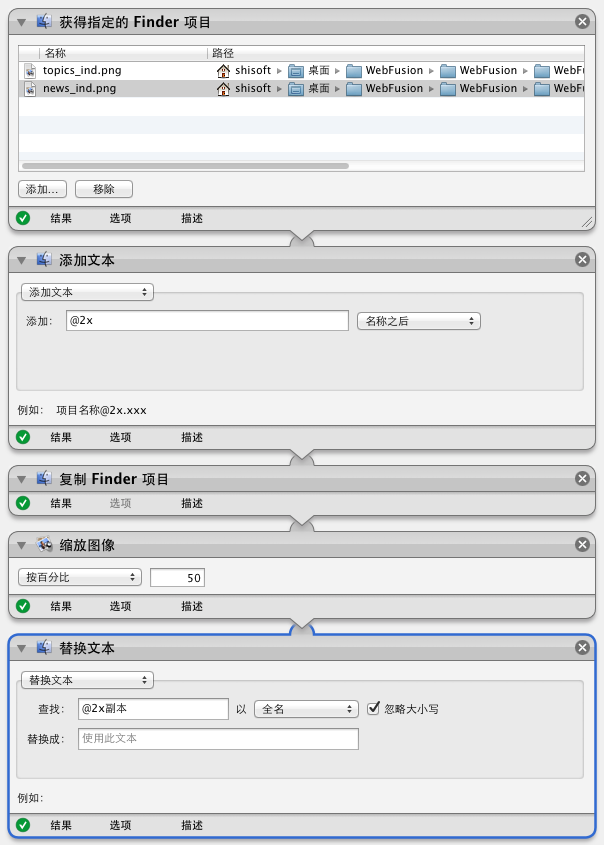 获得指定的 Finder 项目
名称 路径
topics_ind.png shisoft 桌面 WebFusion WebFusion WebF
news_ind.png shisoft 桌面 WebFusion WebFusion WebF
添加... 移除
结果 选项 描述
添加文本
添加文本
添加: @2x 名称之后
例如: 项目名称@2x.xxx
结果 选项 描述
复制 Finder 项目
结果 选项 描述
缩放图像
按百分比 50
结果 选项 描述
替换文本
替换文本
查找: @2x副本 以 全名 忽略大小写
替换成: 使用此文本
例如:
结果 选项 描述